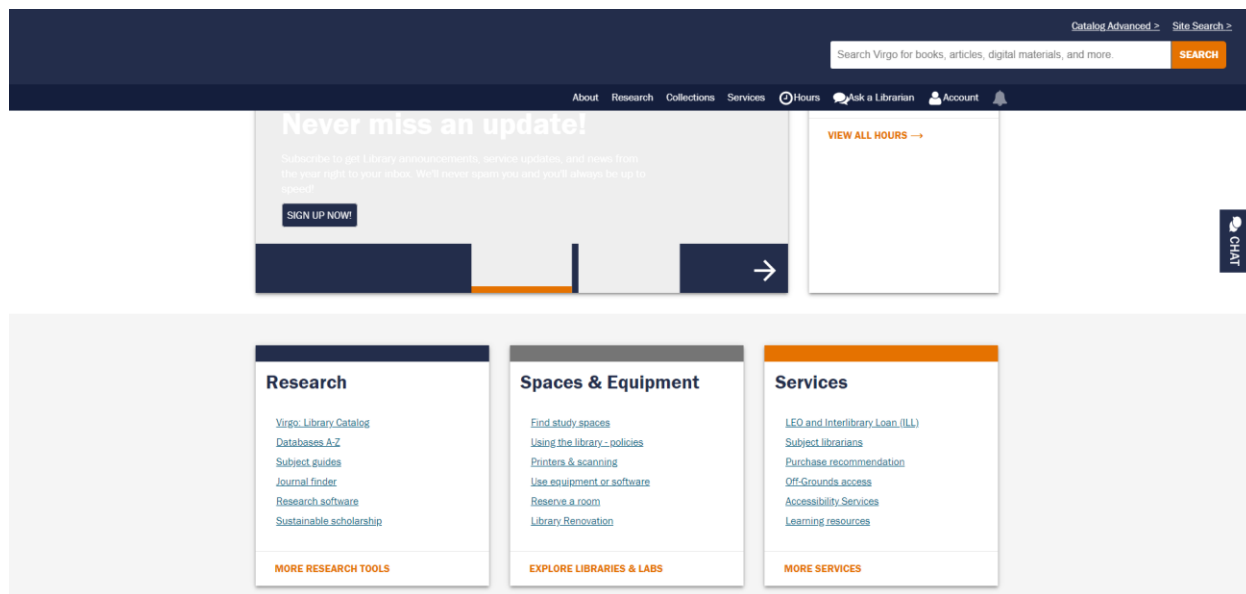 Catalog Advanced > Site Search >
Search Virgo for books, articles, digital materials, and more. SEARCH
About Research Collections Services Hours Ask a Librarian Account
Never miss an update!
Subscribe to get Library announcements, service updates, and news from
the year right to your inbox. We'll never spam you and you'll always be up to
speed!
SIGN UP NOW!
VIEW ALL HOURS →
CHAT
Research
Virgo: Library Catalog
Databases A-Z
Subject guides
Journal finder
Research software
Sustainable scholarship
MORE RESEARCH TOOLS
Spaces & Equipment
Find study spaces
Using the library - policies
Printers & scanning
Use equipment or software
Reserve a room
Library Renovation
EXPLORE LIBRARIES & LABS
Services
LEO and Interlibrary Loan (ILL)
Subject librarians
Purchase recommendation
Off-Grounds access
Accessibility Services
Learning resources
MORE SERVICES